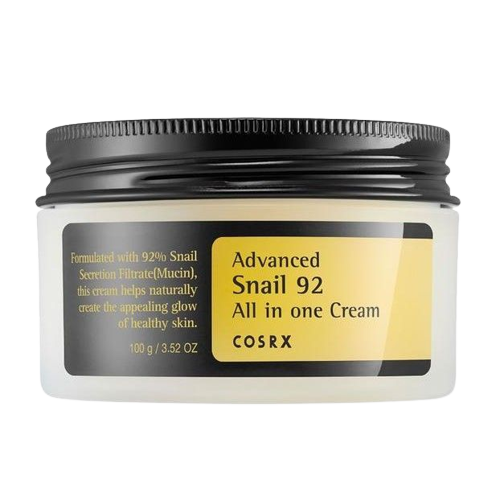 Formulated with 92% Snail
Secretion Filtrate(Mucin),
this cream helps naturally
create the appealing glow
of healthy skin.
100 g / 3.52 OZ
Advanced
Snail 92
All in one Cream
COSRX